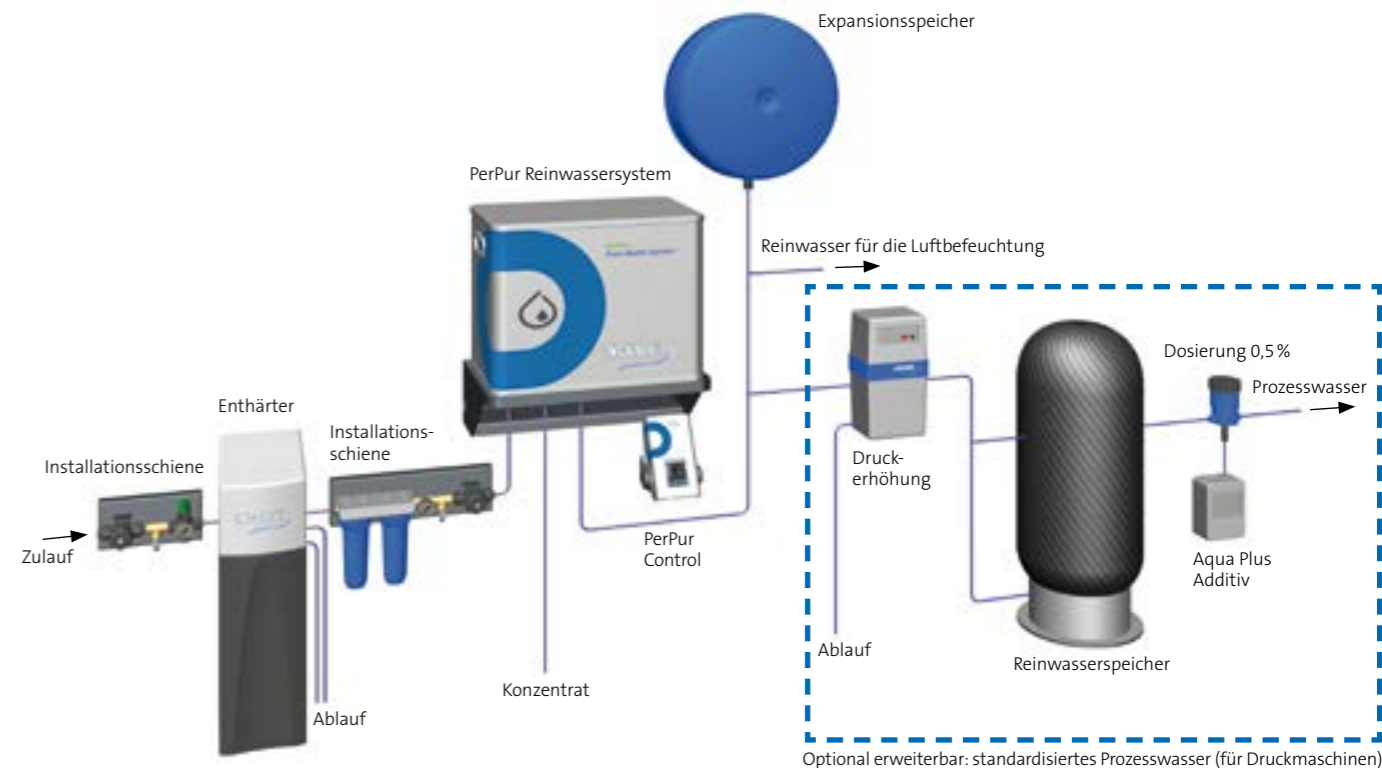 Expansionsspeicher
PerPur Reinwassersystem
Reinwasser für die Luftbefeuchtung
Dosierung 0,5 %
Prozesswasser
Enthärter
Installations-
schiene
Installationsschiene
Druck-
erhöhung
Zulauf
PerPur
Control
Aqua Plus
Additiv
Ablauf
Reinwasserspeicher
Konzentrat
Ablauf
Optional erweiterbar: standardisiertes Prozesswasser (für Druckmaschinen)